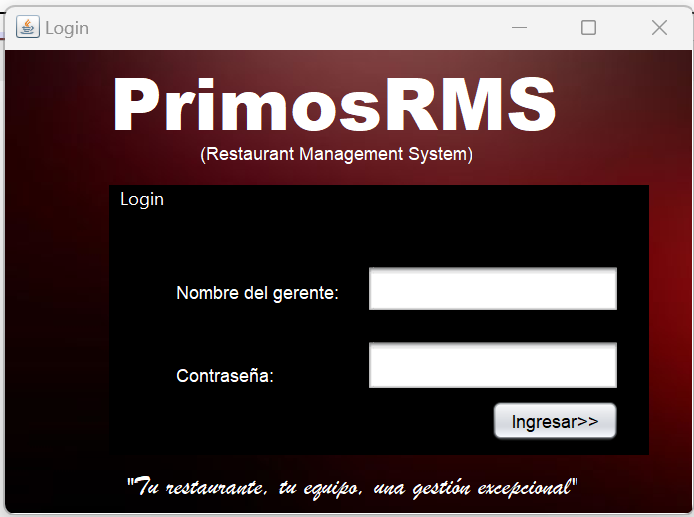 Login
PrimosRMS
(Restaurant Management System)
Login
Nombre del gerente:
Contraseña:
Ingresar>>
"Tu restaurante, tu equipo, una gestión excepcional"